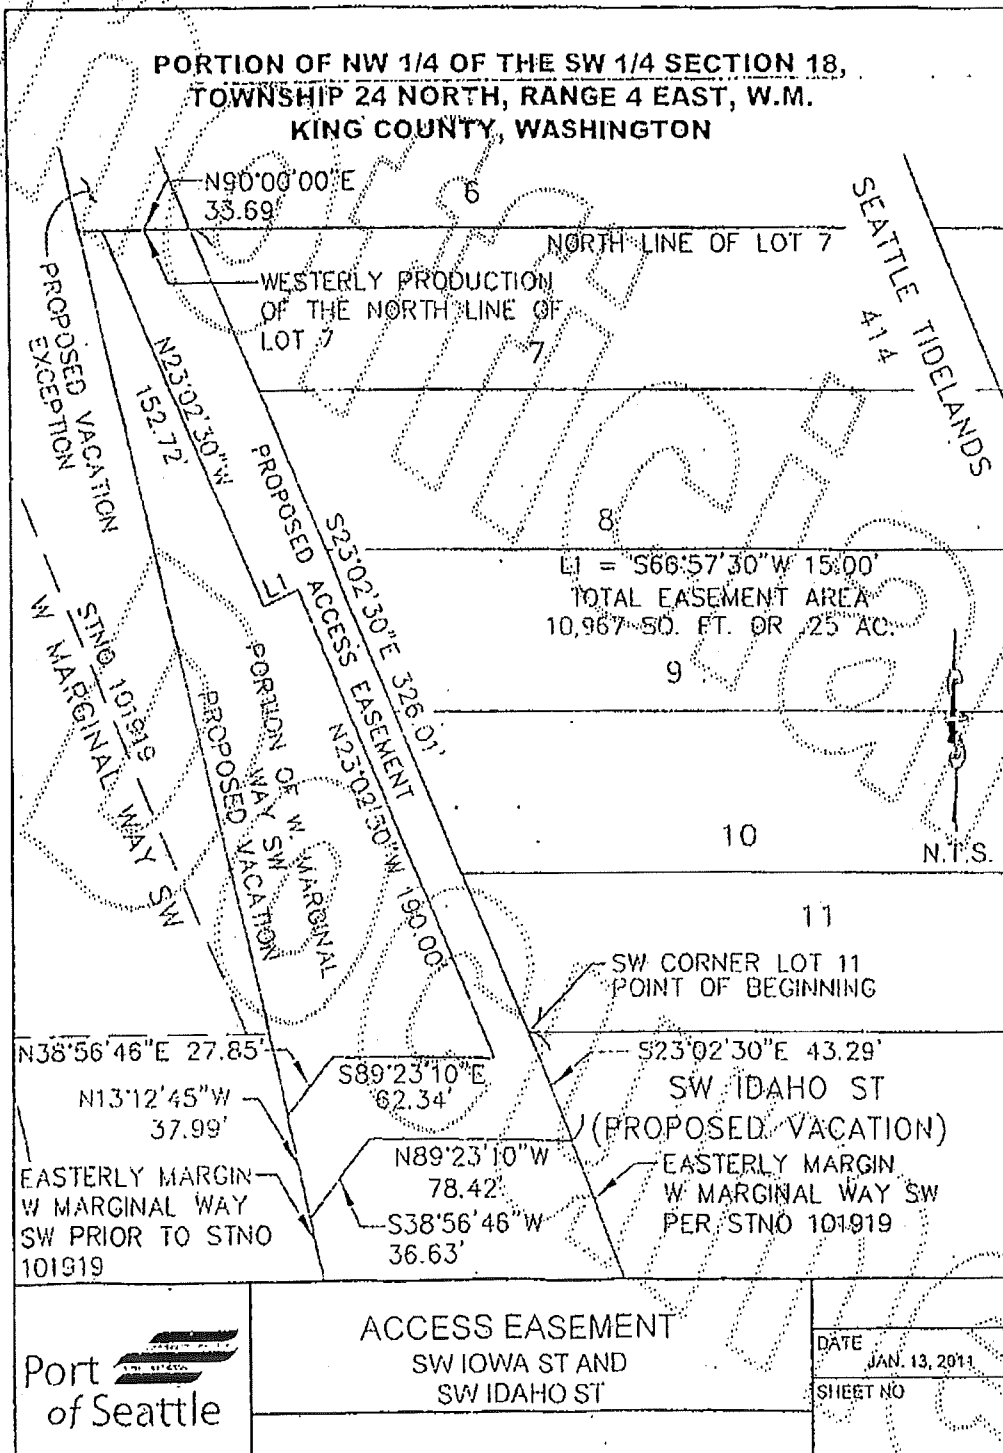 PORTION OF NW 1/4 OF THE SW 1/4 SECTION 18,
TOWNSHIP 24 NORTH, RANGE 4 EAST, W.M.
KING COUNTY, WASHINGTON
N90°00'00"E
33.69'
6
NORTH LINE OF LOT 7
WESTERLY PRODUCTION
OF THE NORTH LINE OF
LOT 7
7
SEATTLE TIDELANDS
414
PROPOSED VACATION
EXCEPTION
N23°02'30"W
152.72'
PROPOSED ACCESS EASEMENT
S23°02'30"E 326.01'
8
L1 = S66°57'30"W 15.00'
TOTAL EASEMENT AREA
10,967 SQ. FT. OR .25 AC.
L1
9
STNO 101919
W MARGINAL WAY SW
PORTION OF W MARGINAL
WAY SW
PROPOSED VACATION
N23°02'30"W 190.00'
10
N.T.S.
11
SW CORNER LOT 11
POINT OF BEGINNING
N38°56'46"E 27.85'
S89°23'10"E
62.34'
S23°02'30"E 43.29'
N13°12'45"W
37.99'
SW IDAHO ST
(PROPOSED VACATION)
N89°23'10"W
78.42'
EASTERLY MARGIN
W MARGINAL WAY
SW PRIOR TO STNO
101919
S38°56'46"W
36.63'
EASTERLY MARGIN
W MARGINAL WAY SW
PER STNO 101919
Port
of Seattle
ACCESS EASEMENT
SW IOWA ST AND
SW IDAHO ST
DATE
JAN. 13, 2011
SHEET NO